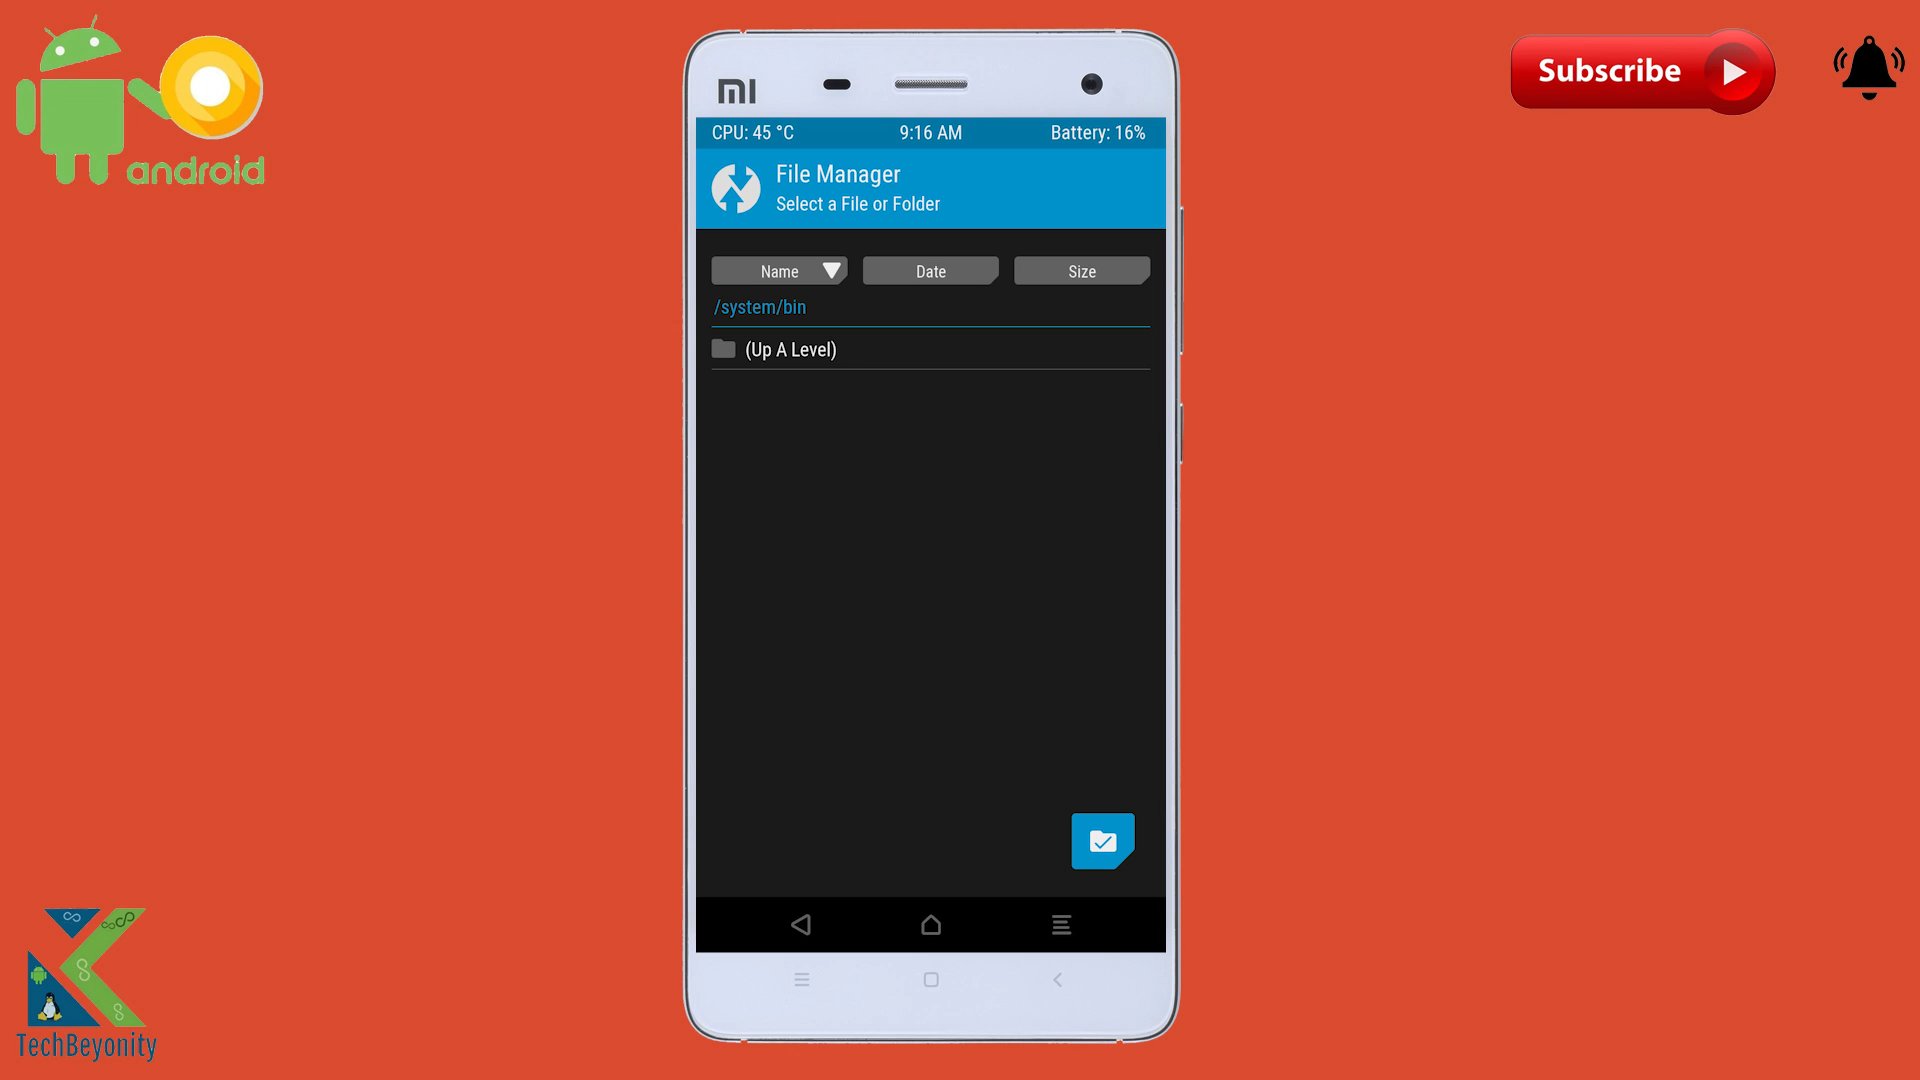 android
Subscribe
CPU: 45 °C 9:16 AM Battery: 16%
File Manager
Select a File or Folder
Name Date Size
/system/bin
(Up A Level)
TechBeyonity